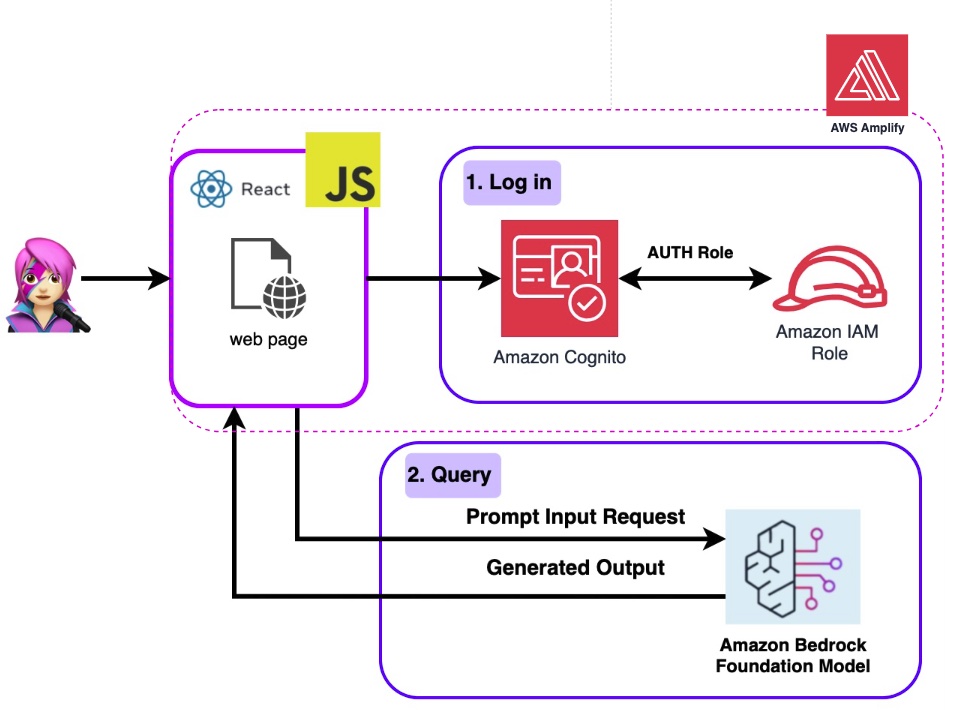 AWS Amplify
React
JS
1. Log in
AUTH Role
web page
Amazon Cognito
Amazon IAM
Role
2. Query
Prompt Input Request
Generated Output
Amazon Bedrock
Foundation Model